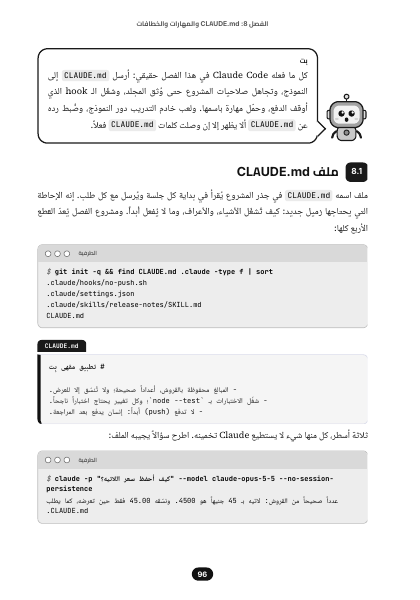 الفصل 8: CLAUDE.md والمهارات والخطافات
بِت
كل ما فعله Claude Code في هذا الفصل حقيقي: أرسل CLAUDE.md إلى
النموذج، وتجاهل صلاحيات المشروع حتى وُثق المجلد، وشغّل الـ hook الذي
أوقف الدفع، وحمّل مهارة باسمها. ولعب خادم التدريب دور النموذج، وضُبط رده
عن CLAUDE.md ألا يظهر إلا إن وصلت كلمات CLAUDE.md فعلاً.
8.1 ملف CLAUDE.md
ملف اسمه CLAUDE.md في جذر المشروع يُقرأ في بداية كل جلسة ويُرسل مع كل طلب. إنه الإحاطة
التي يحتاجها زميل جديد: كيف تُشغّل الأشياء، والأعراف، وما لا يُفعل أبداً. ومشروع الفصل يُعدّ القطع
الأربع كلها:
الطرفية
$ git init -q && find CLAUDE.md .claude -type f | sort
.claude/hooks/no-push.sh
.claude/settings.json
.claude/skills/release-notes/SKILL.md
CLAUDE.md
CLAUDE.md
# تطبيق مقهى بِت
- المبالغ محفوظة بالقروش، أعداداً صحيحة؛ ولا تُنسّق إلا للعرض.
- شغّل الاختبارات بـ `node --test`؛ وكل تغيير يحتاج اختباراً ناجحاً.
- لا تدفع (push) أبداً: إنسان يدفع بعد المراجعة.
ثلاثة أسطر، كل منها شيء لا يستطيع Claude تخمينه. اطرح سؤالاً يجيبه الملف:
الطرفية
$ claude -p "كيف أحفظ سعر اللاتيه؟" --model claude-opus-5-5 --no-session-
persistence
عدداً صحيحاً من القروش: لاتيه بـ 45 جنيهاً هو 4500. ونسّقه 45.00 فقط حين تعرضه، كما يطلب
CLAUDE.md.
96